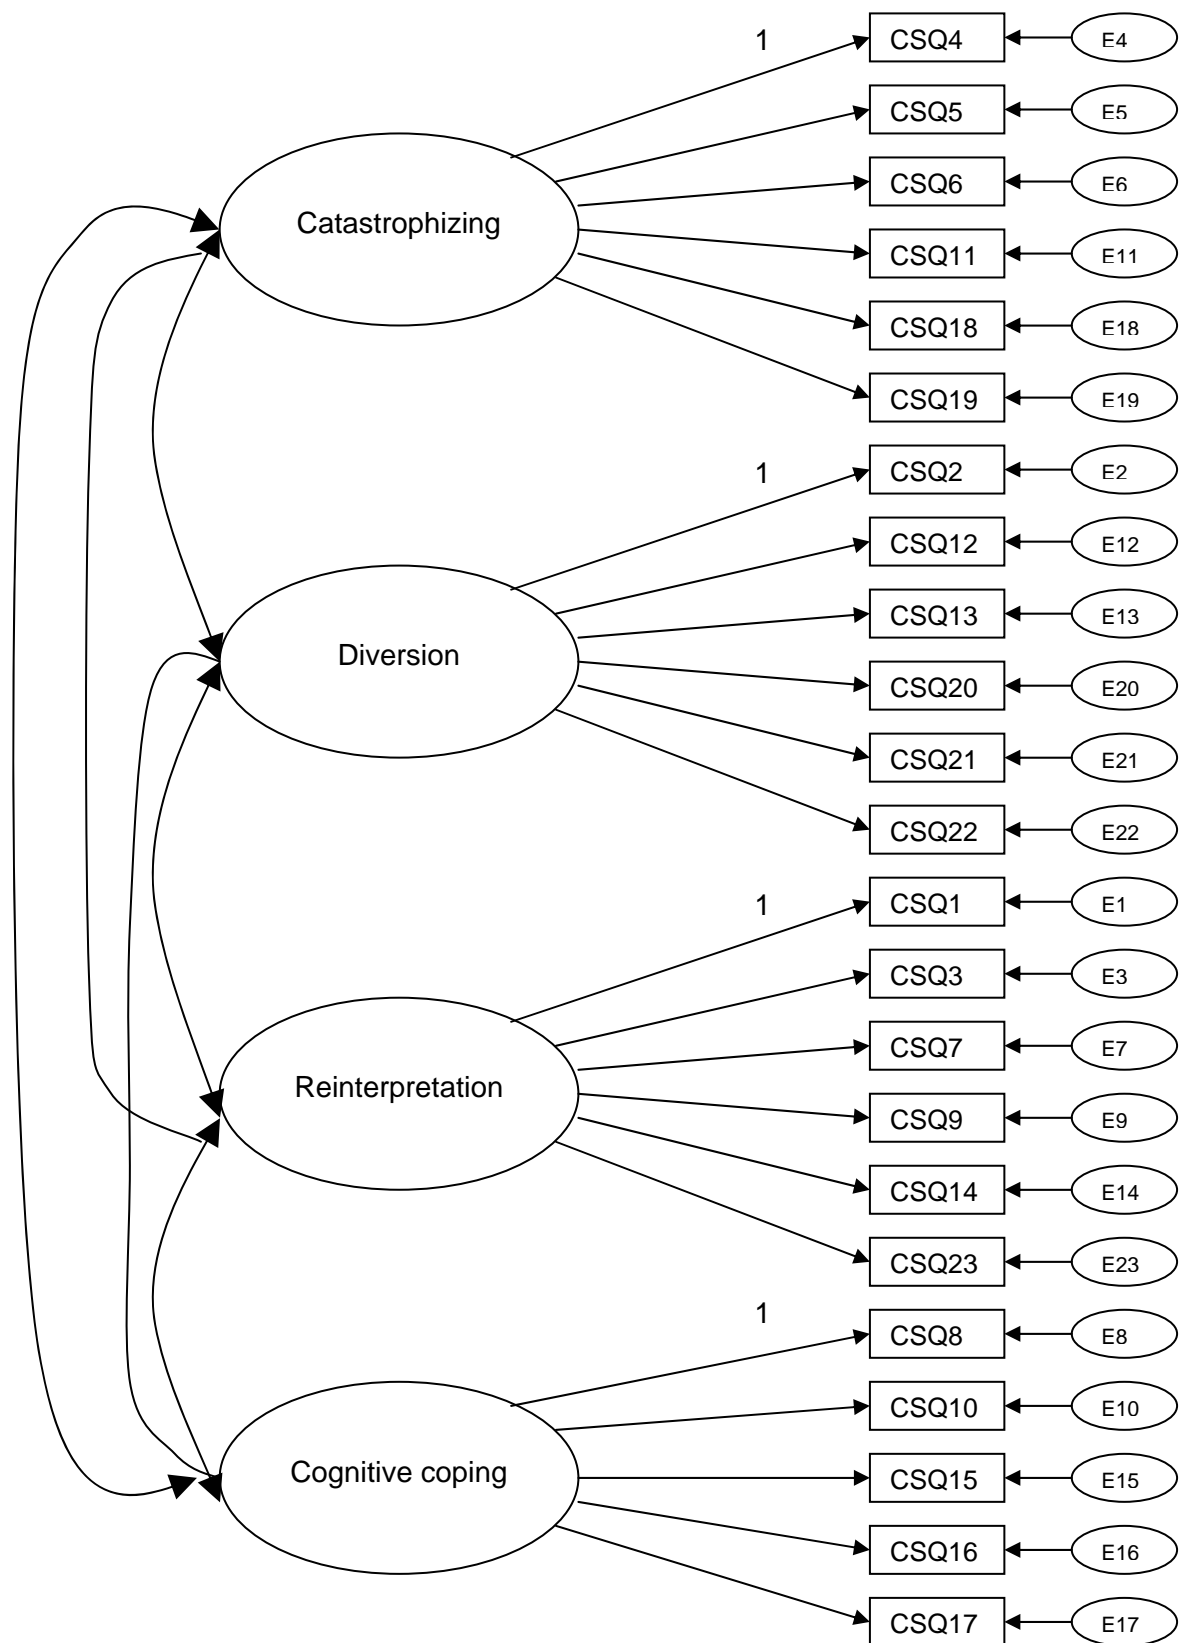 1 CSQ4 E4
CSQ5 E5
CSQ6 E6
Catastrophizing
CSQ11 E11
CSQ18 E18
CSQ19 E19
1 CSQ2 E2
CSQ12 E12
CSQ13 E13
Diversion
CSQ20 E20
CSQ21 E21
CSQ22 E22
1 CSQ1 E1
CSQ3 E3
CSQ7 E7
Reinterpretation
CSQ9 E9
CSQ14 E14
CSQ23 E23
1 CSQ8 E8
CSQ10 E10
Cognitive coping
CSQ15 E15
CSQ16 E16
CSQ17 E17